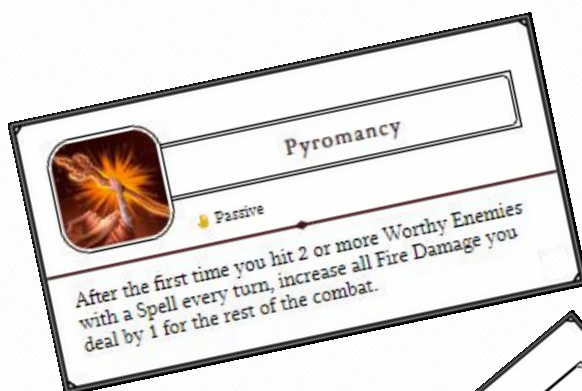 Pyromancy
Passive
After the first time you hit 2 or more Worthy Enemies
with a Spell every turn, increase all Fire Damage you
deal by 1 for the rest of the combat.